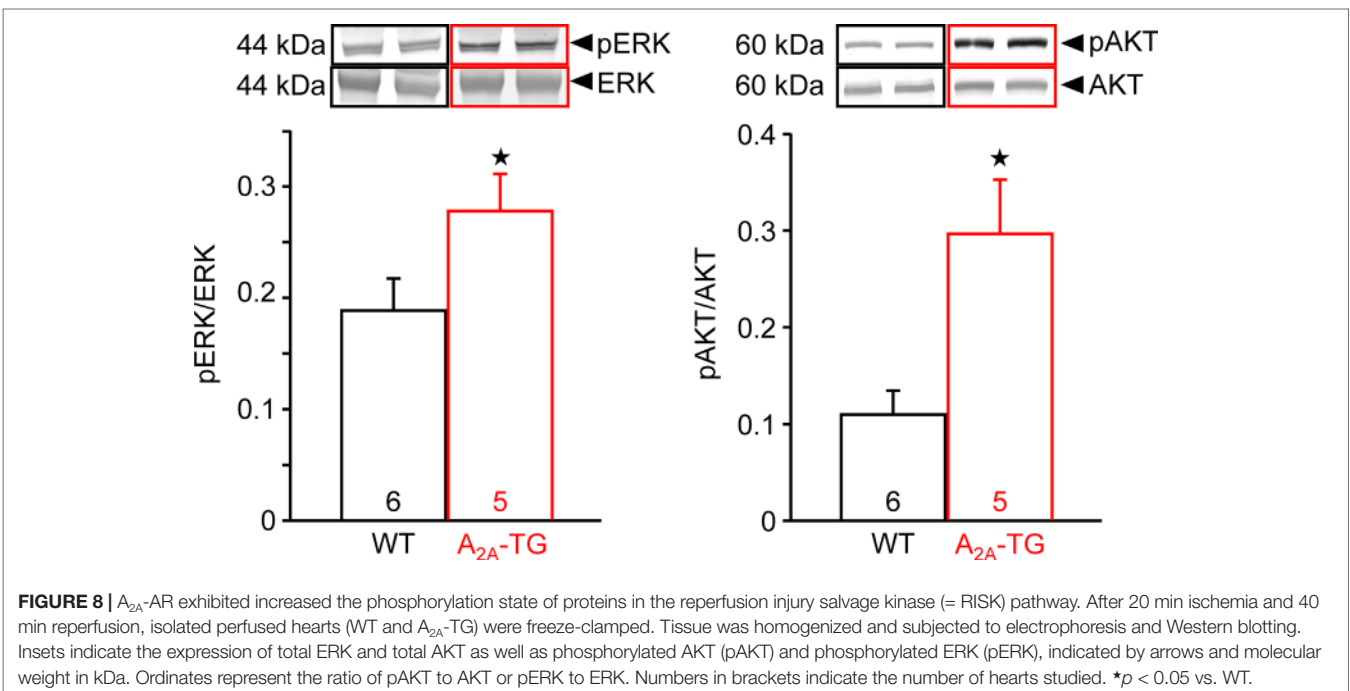 44 kDa pERK
44 kDa ERK
pERK/ERK
0.3
0.2
0.1
0
★
6 5
WT A2A-TG
60 kDa pAKT
60 kDa AKT
pAKT/AKT
0.4
0.3
0.2
0.1
0
★
6 5
WT A2A-TG
FIGURE 8 | A2A-AR exhibited increased the phosphorylation state of proteins in the reperfusion injury salvage kinase (= RISK) pathway. After 20 min ischemia and 40
min reperfusion, isolated perfused hearts (WT and A2A-TG) were freeze-clamped. Tissue was homogenized and subjected to electrophoresis and Western blotting.
Insets indicate the expression of total ERK and total AKT as well as phosphorylated AKT (pAKT) and phosphorylated ERK (pERK), indicated by arrows and molecular
weight in kDa. Ordinates represent the ratio of pAKT to AKT or pERK to ERK. Numbers in brackets indicate the number of hearts studied. ★p < 0.05 vs. WT.